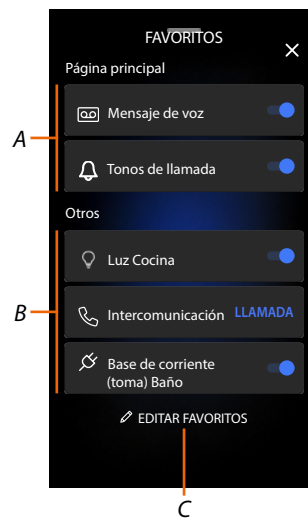 FAVORITOS
Página principal
Mensaje de voz
A
Tonos de llamada
Otros
Luz Cocina
B
Intercomunicación LLAMADA
Base de corriente
(toma) Baño
EDITAR FAVORITOS
C